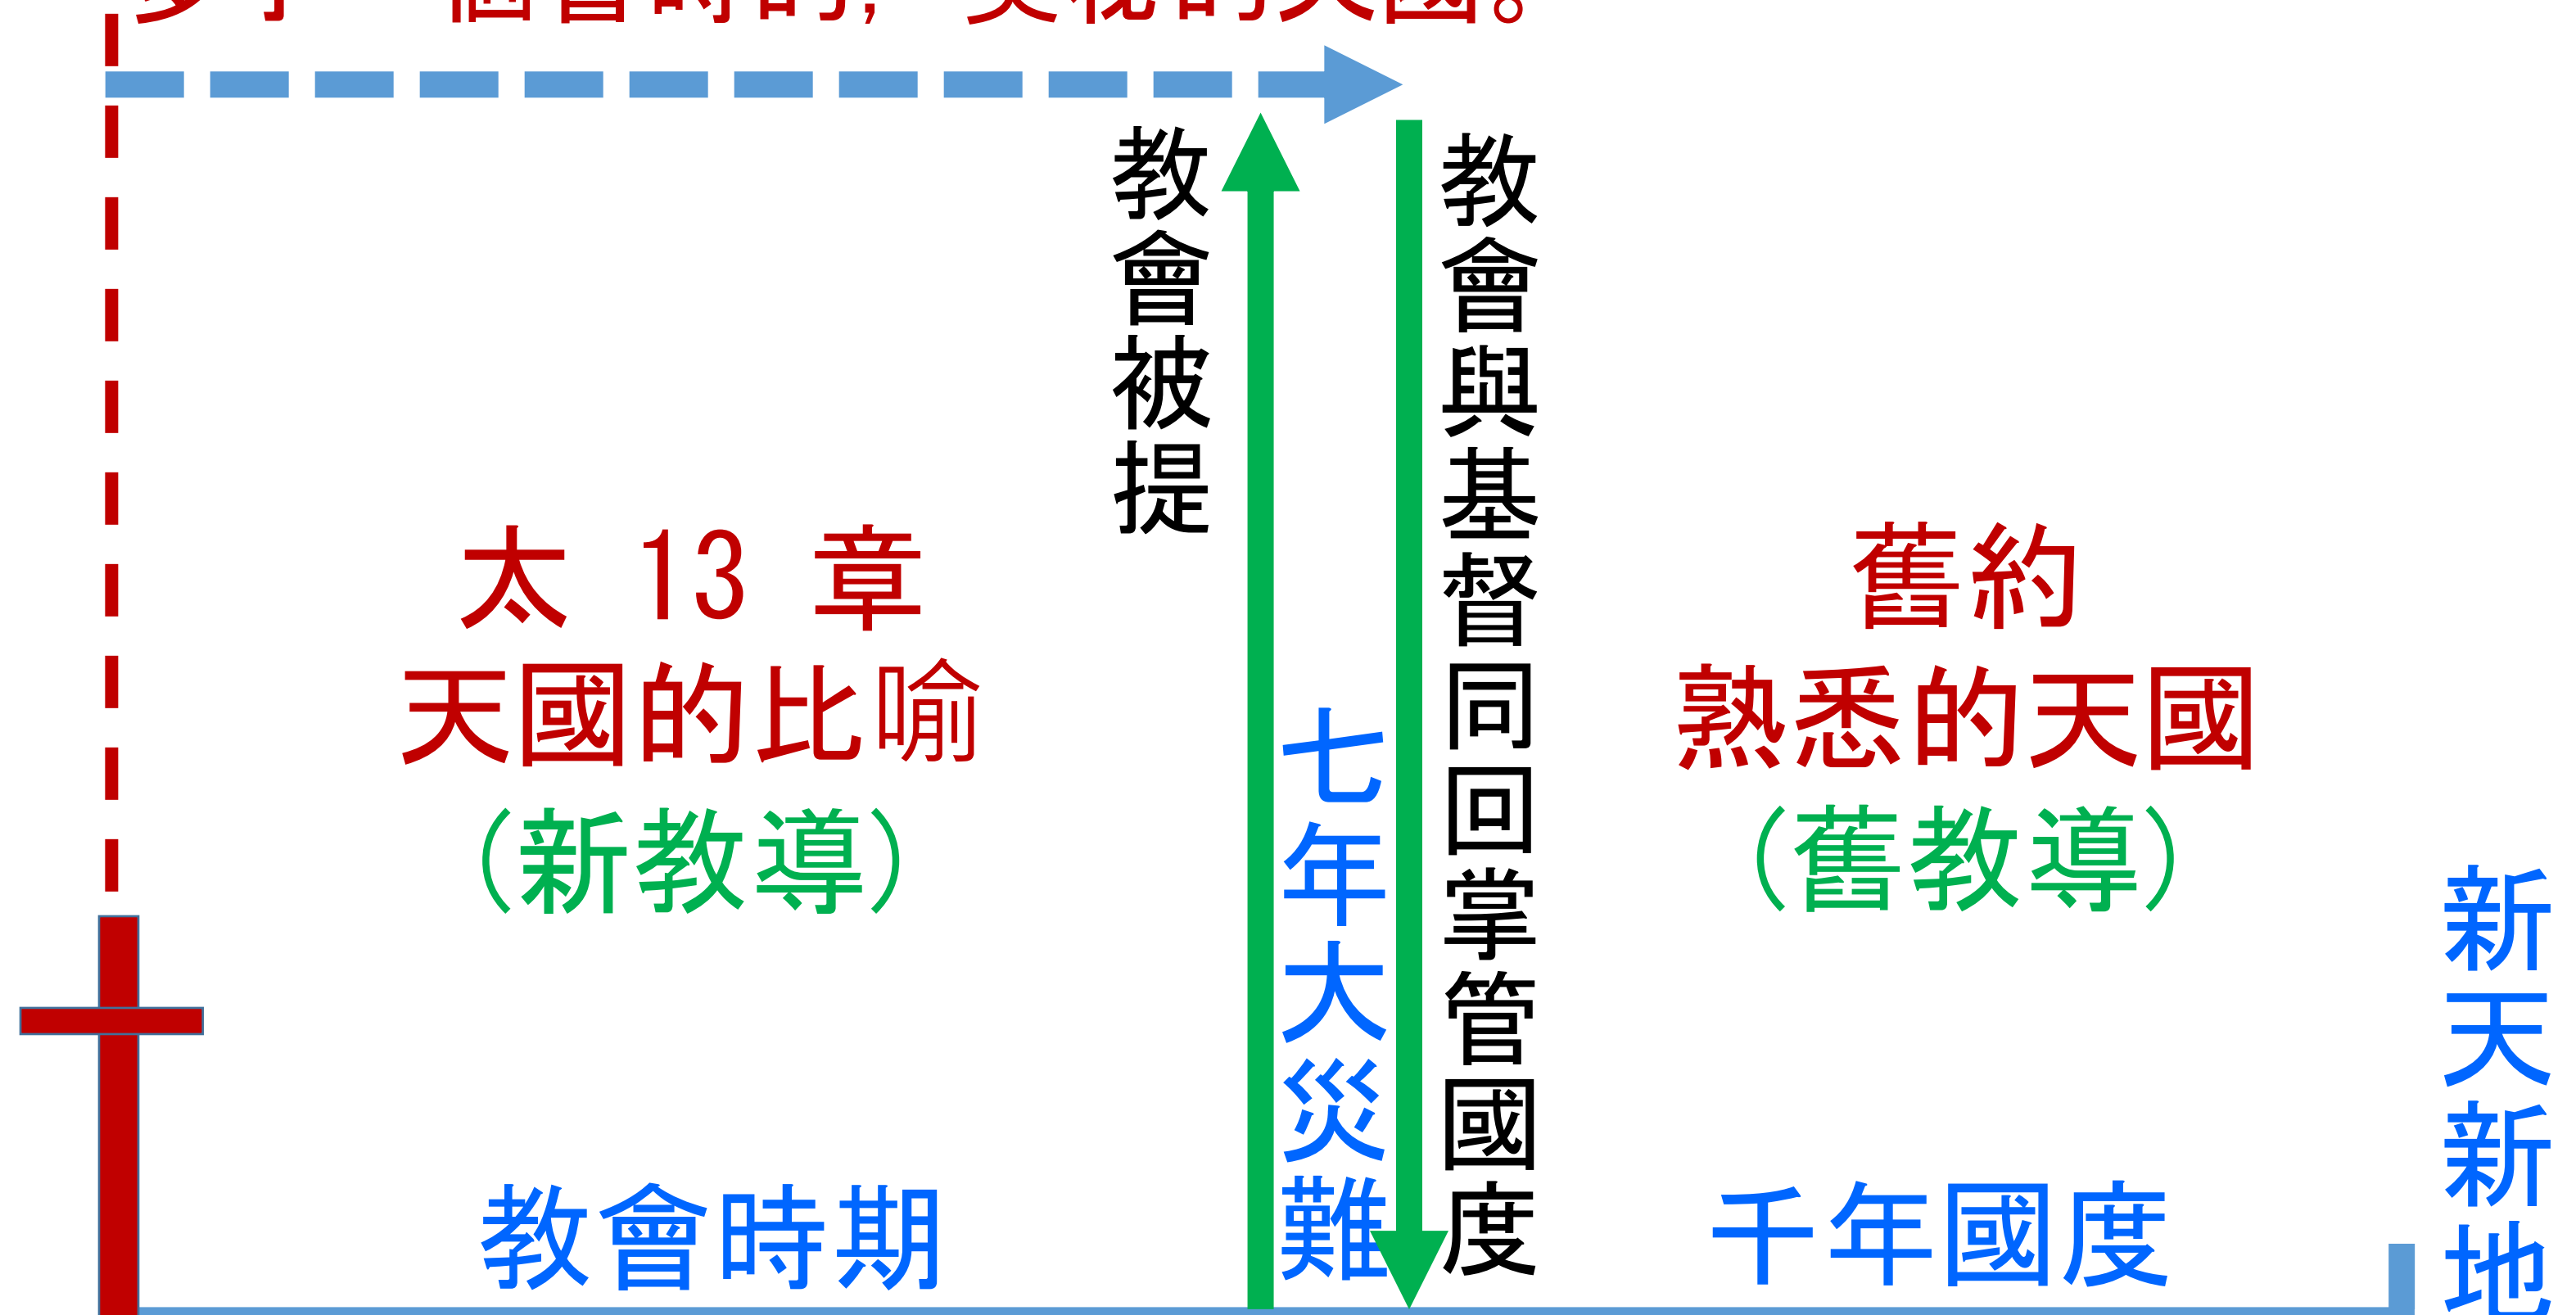 教會被提
教會與基督同回掌管國度
太 13 章
天國的比喻
(新教導)
舊約
熟悉的天國
(舊教導)
七年大災難
新天新地
教會時期
千年國度